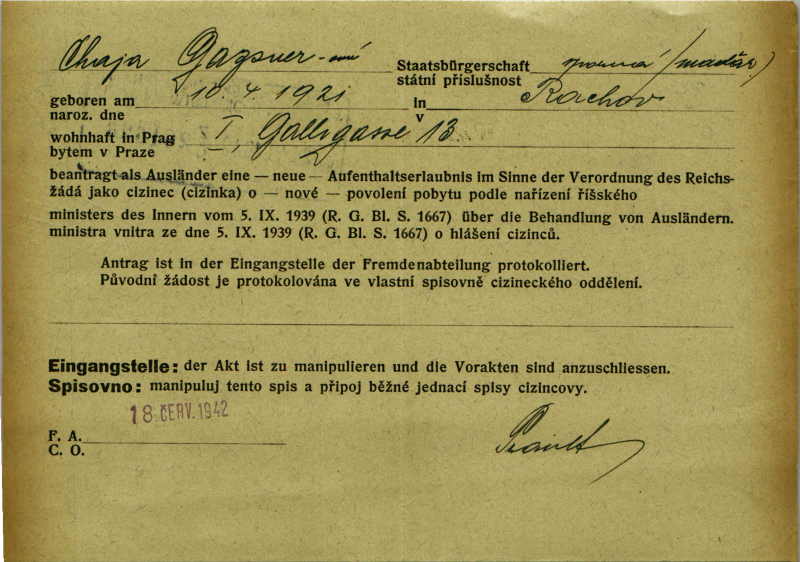 Chaja Gazsner-ová Staatsbürgerschaft sporná (maďar.)
státní příslušnost
geboren am 10. 4. 1921 in Rachov
naroz. dne v
wohnhaft in Prag I, Galligasse 13
bytem v Praze
beantragt als Ausländer eine — neue — Aufenthaltserlaubnis im Sinne der Verordnung des Reichs-
žádá jako cizinec (cizinka) o — nové — povolení pobytu podle nařízení říšského
ministers des Innern vom 5. IX. 1939 (R. G. Bl. S. 1667) über die Behandlung von Ausländern.
ministra vnitra ze dne 5. IX. 1939 (R. G. Bl. S. 1667) o hlášení cizinců.
Antrag ist in der Eingangstelle der Fremdenabteilung protokolliert.
Původní žádost je protokolována ve vlastní spisovně cizineckého oddělení.
Eingangstelle: der Akt ist zu manipulieren und die Vorakten sind anzuschliessen.
Spisovno: manipuluj tento spis a připoj běžné jednací spisy cizincovy.
18. ČERV. 1942
F. A.
C. O.